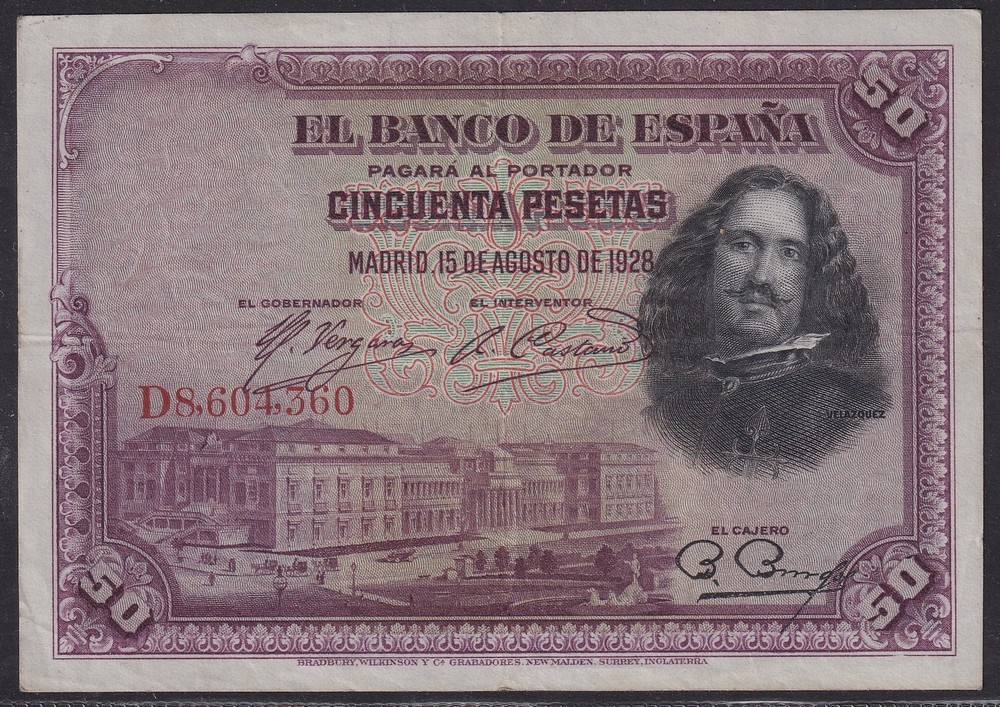 50
EL BANCO DE ESPAÑA
PAGARÁ AL PORTADOR
CINCUENTA PESETAS
MADRID, 15 DE AGOSTO DE 1928
EL GOBERNADOR EL INTERVENTOR
D8,604,360
VELAZQUEZ
EL CAJERO
50 50
BRADBURY, WILKINSON Y Cª GRABADORES. NEW MALDEN. SURREY, INGLATERRA